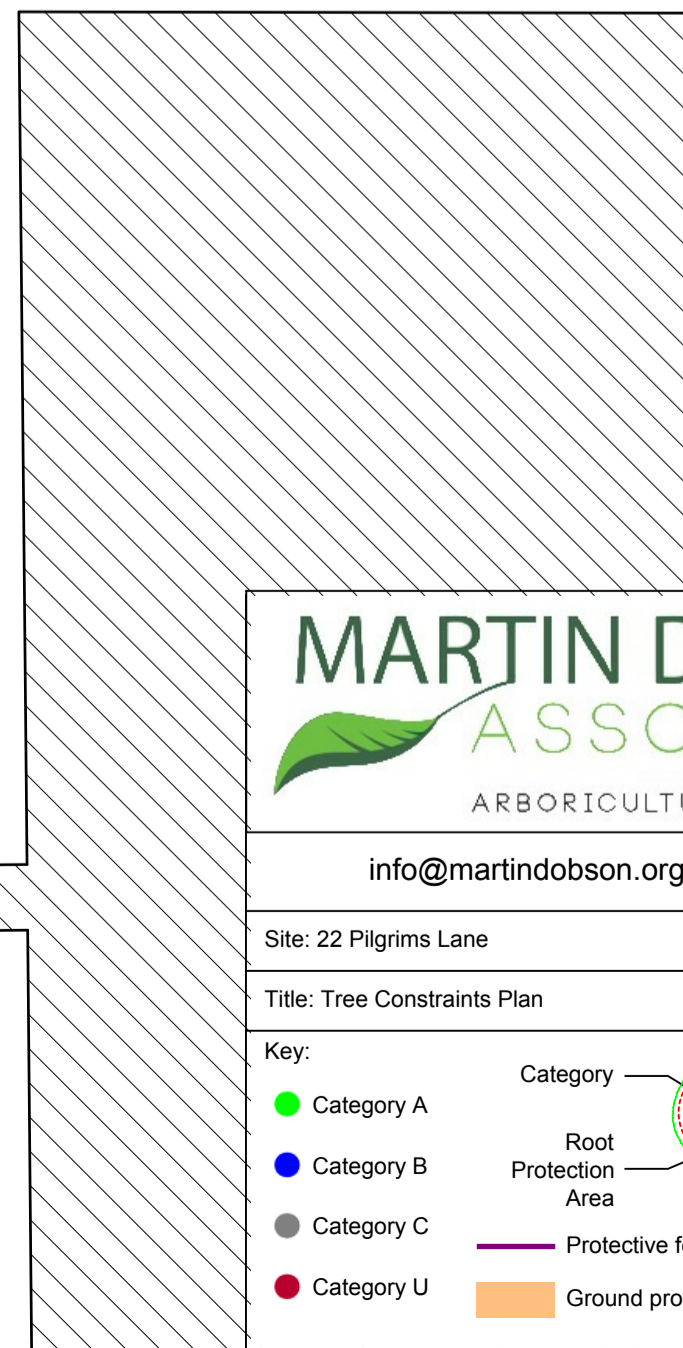 MARTIN D
ASSO
ARBORICULTU
info@martindobson.org
Site: 22 Pilgrims Lane
Title: Tree Constraints Plan
Key:
Category A
Category B
Category C
Category U
Category
Root
Protection
Area
Protective f
Ground pro